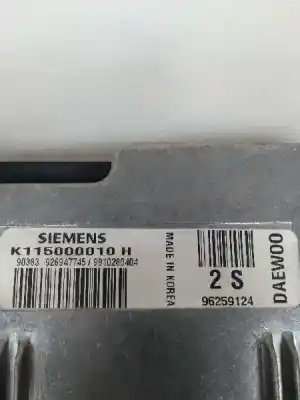 SIEMENS
K115000010 H
90383 926947745 / 9910280404
MADE IN KOREA
2 S
96259124
DAEWOO